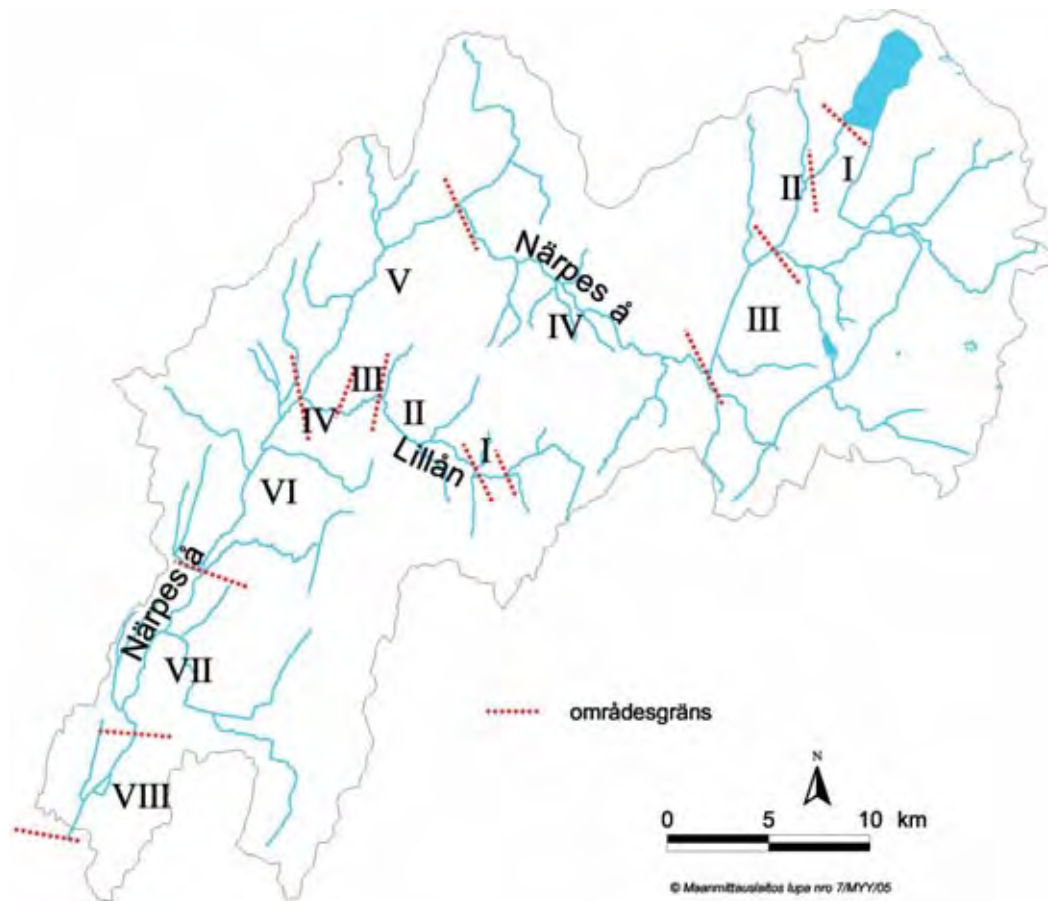 I
II
Närpes å
V
IV
III
III
IV
II
Lillån
I
VI
Närpes å
VII
områdesgräns
VIII
N
0 5 10 km
© Maanmittauslaitos lupa nro 7/MYY/05